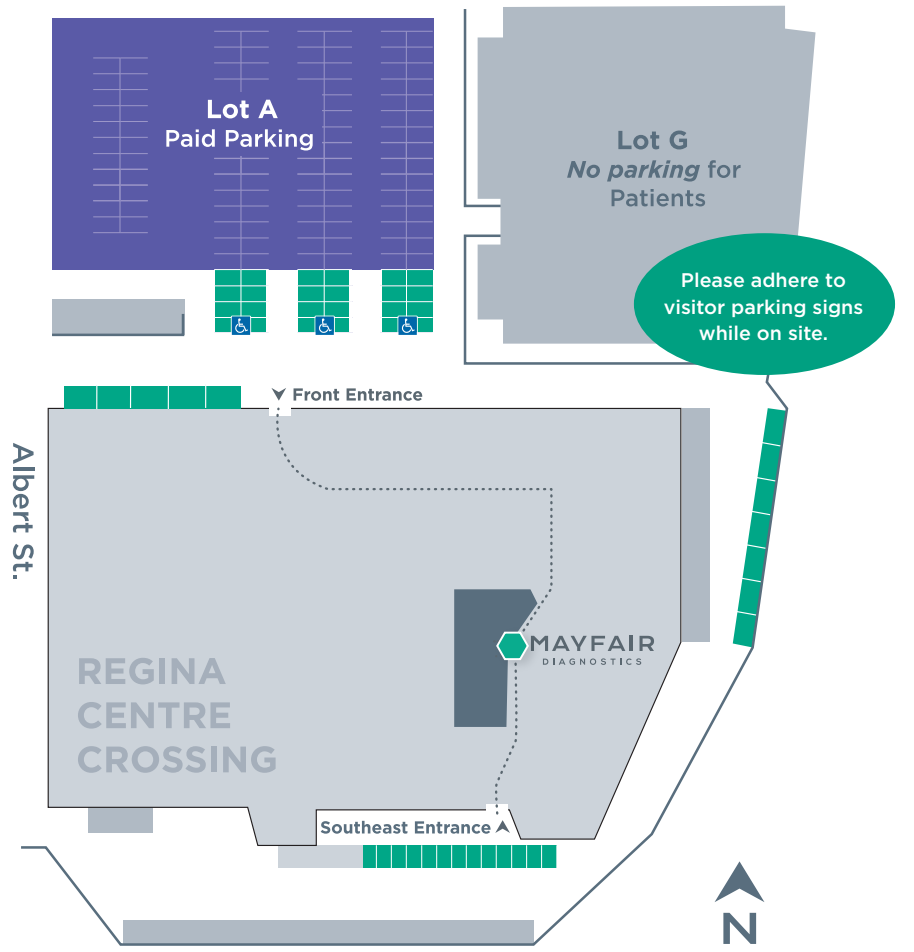 Lot A
Paid Parking
Lot G
No parking for
Patients
Please adhere to
visitor parking signs
while on site.
Front Entrance
Albert St.
MAYFAIR
DIAGNOSTICS
REGINA
CENTRE
CROSSING
Southeast Entrance
N